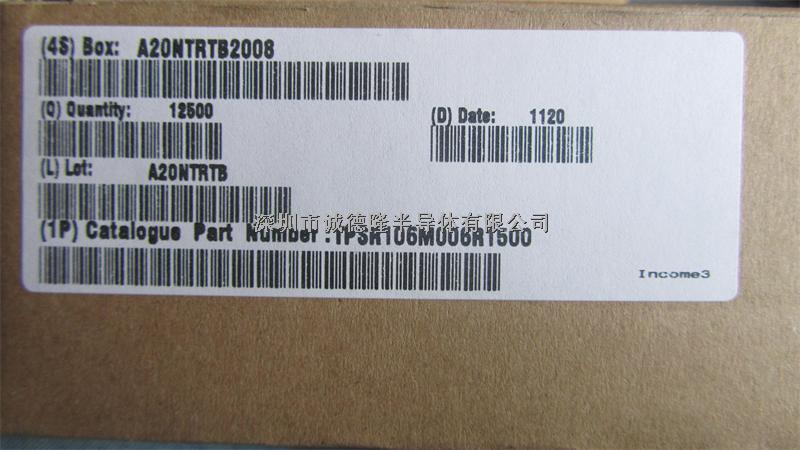 (4S) Box: A20NTRTB2008
(Q) Quantity: 12500
(D) Date: 1120
(L) Lot: A20NTRTB
深圳市诚德隆半导体有限公司
(1P) Catalogue Part Number :TPSR106M006R1500
Income3